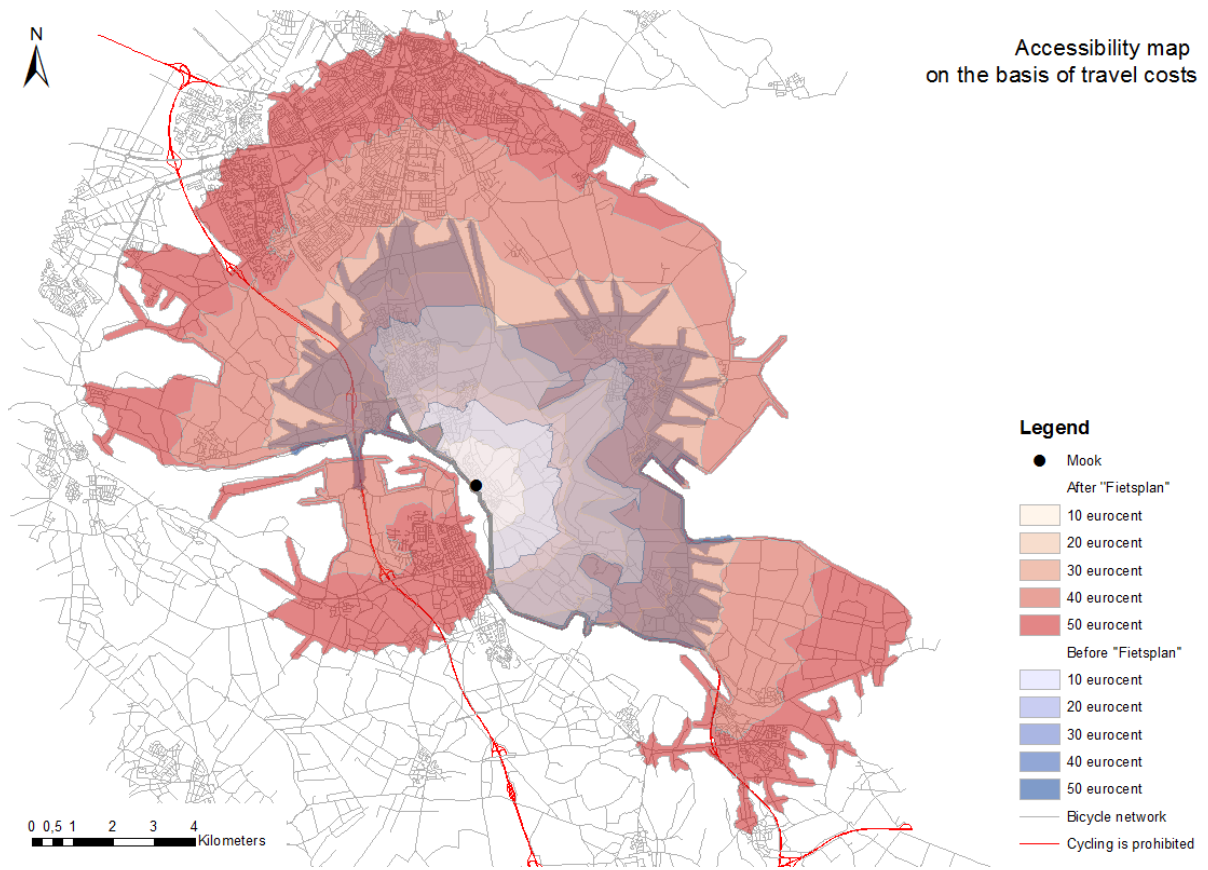 N
Accessibility map
on the basis of travel costs
Legend
Mook
After "Fietsplan"
10 eurocent
20 eurocent
30 eurocent
40 eurocent
50 eurocent
Before "Fietsplan"
10 eurocent
20 eurocent
30 eurocent
40 eurocent
50 eurocent
Bicycle network
Cycling is prohibited
0 0,5 1 2 3 4
Kilometers